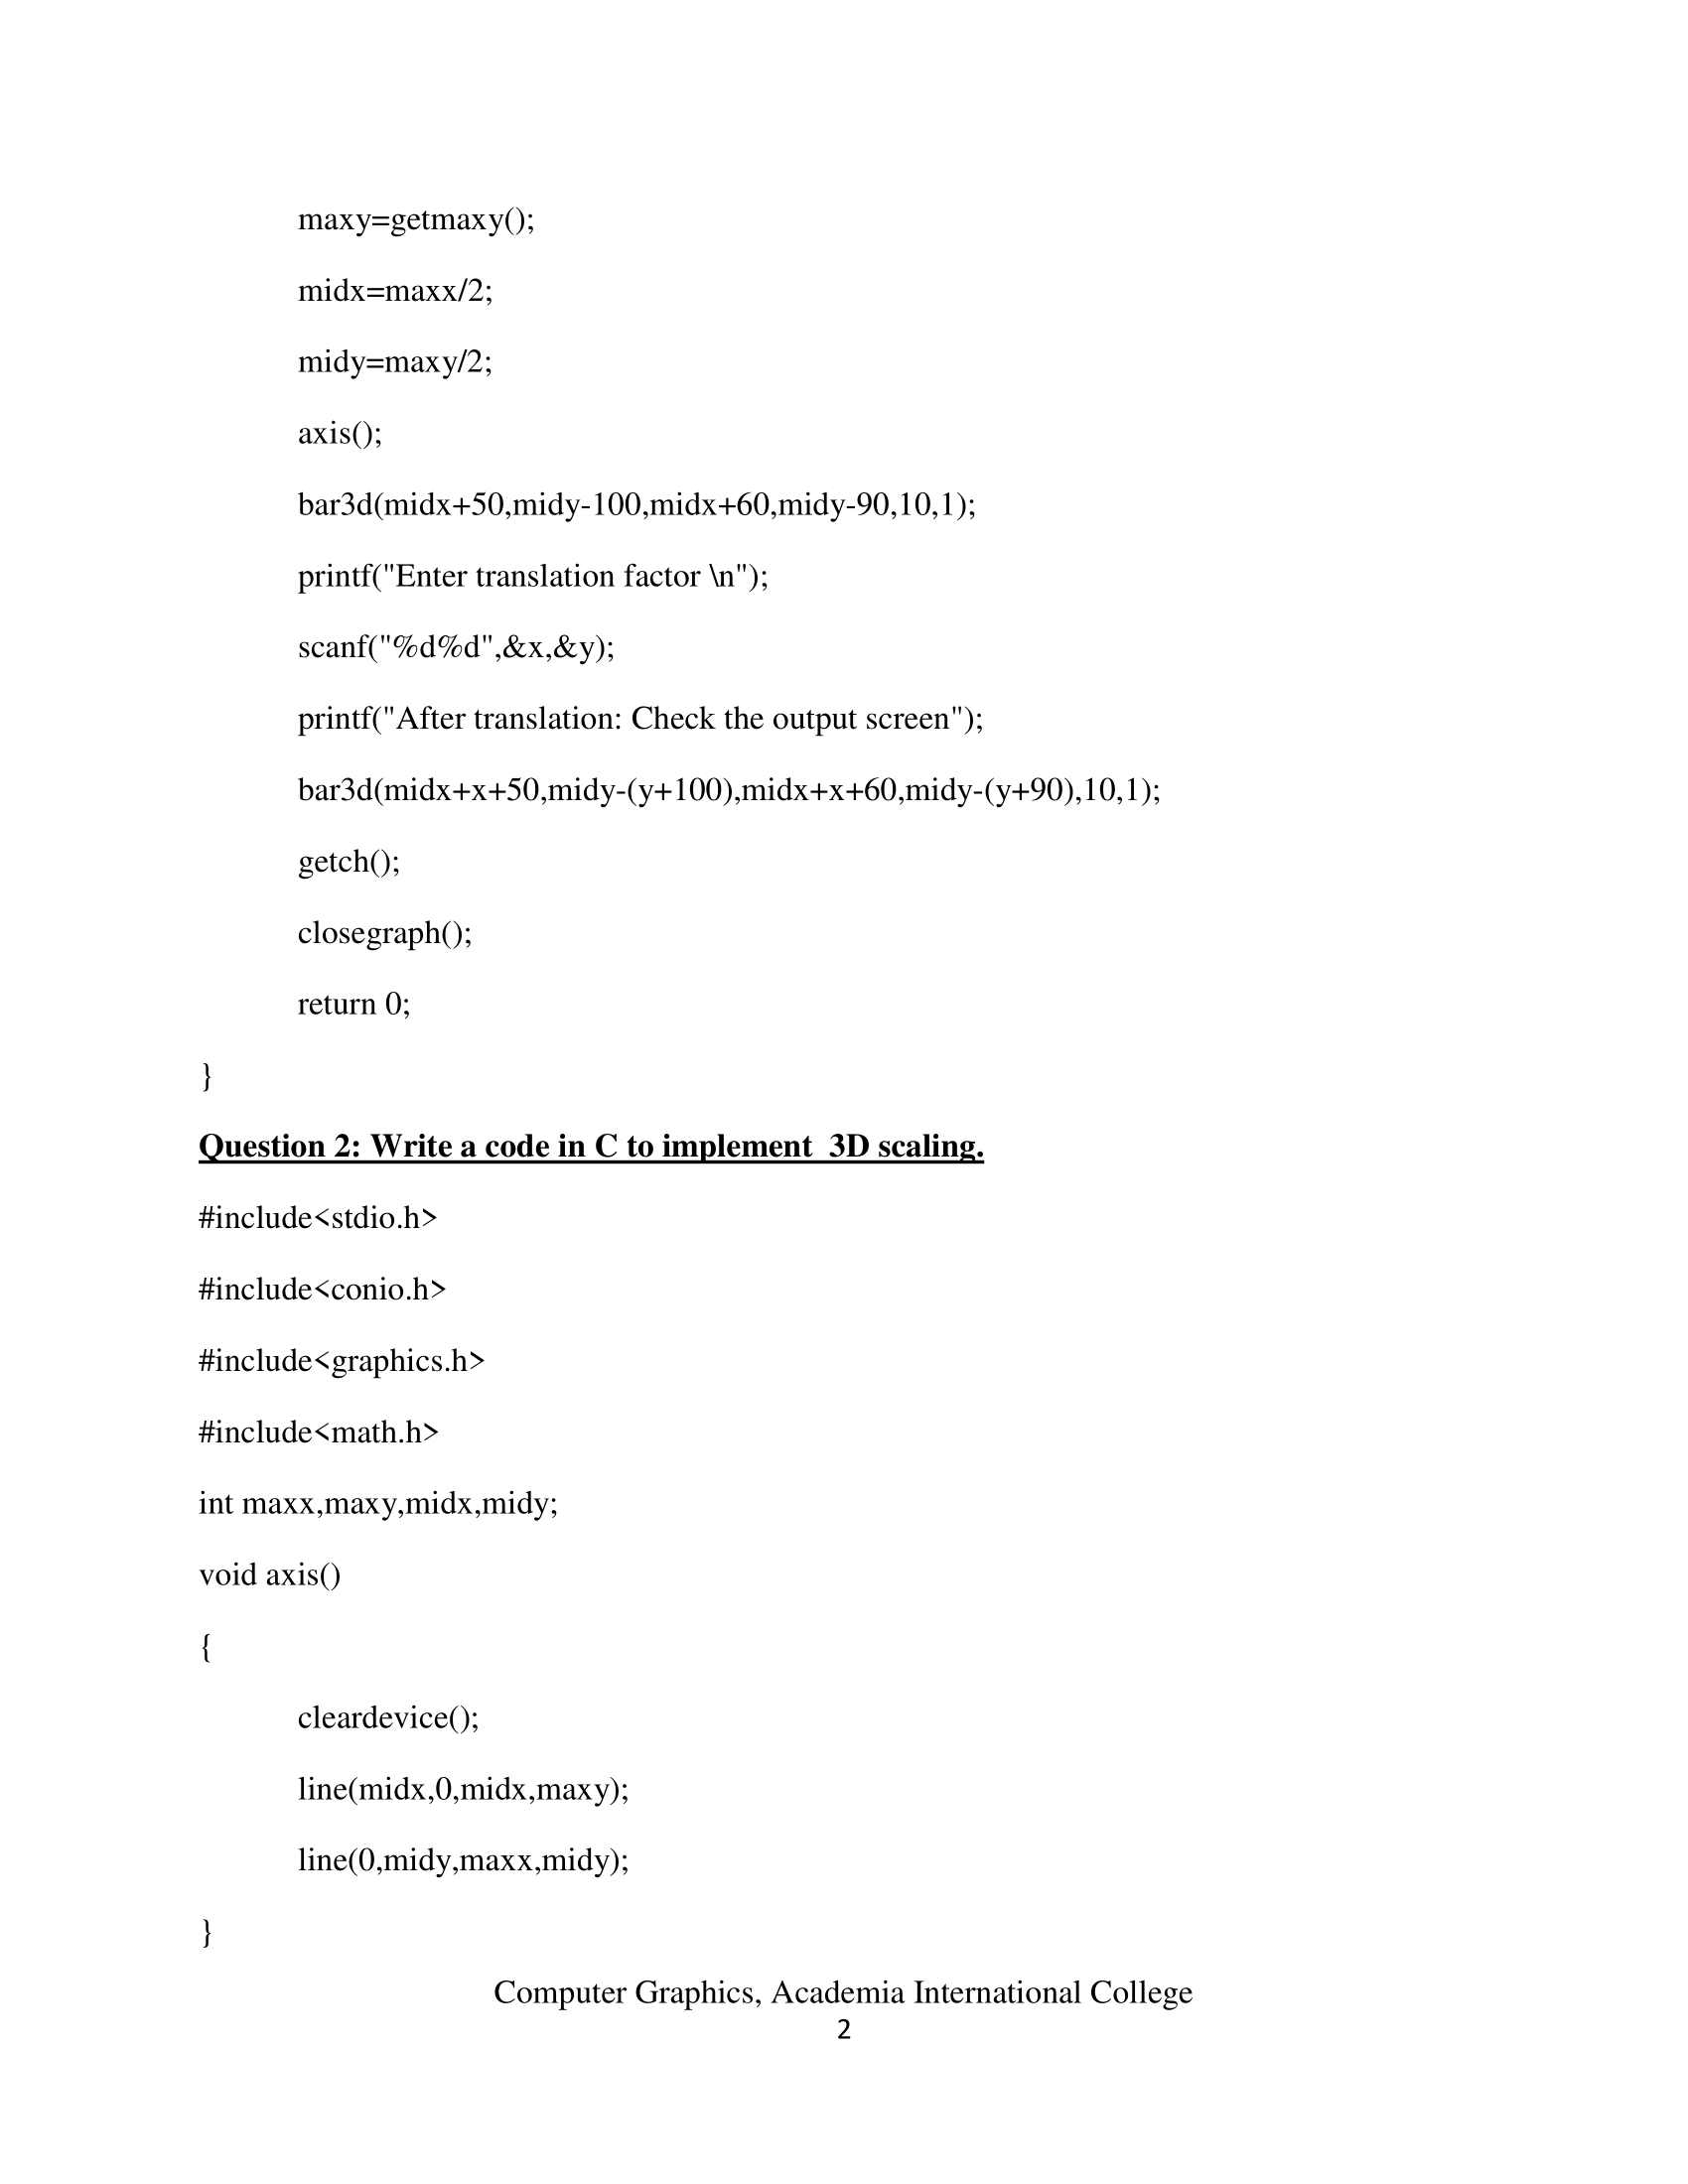 maxy=getmaxy();
midx=maxx/2;
midy=maxy/2;
axis();
bar3d(midx+50,midy-100,midx+60,midy-90,10,1);
printf("Enter translation factor \n");
scanf("%d%d",&x,&y);
printf("After translation: Check the output screen");
bar3d(midx+x+50,midy-(y+100),midx+x+60,midy-(y+90),10,1);
getch();
closegraph();
return 0;
}
Question 2: Write a code in C to implement  3D scaling.
#include<stdio.h>
#include<conio.h>
#include<graphics.h>
#include<math.h>
int maxx,maxy,midx,midy;
void axis()
{
cleardevice();
line(midx,0,midx,maxy);
line(0,midy,maxx,midy);
}
Computer Graphics, Academia International College
2